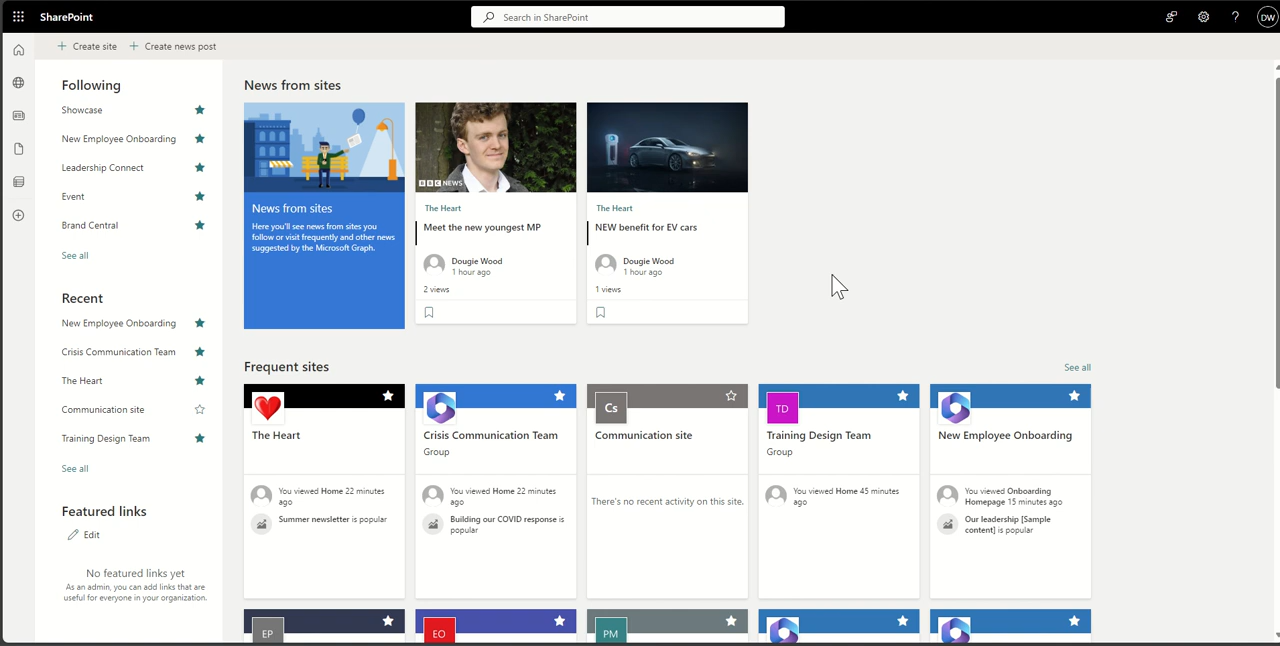 SharePoint
Search in SharePoint
?
DW
+ Create site
+ Create news post
Following
Showcase
New Employee Onboarding
Leadership Connect
Event
Brand Central
See all
Recent
New Employee Onboarding
Crisis Communication Team
The Heart
Communication site
Training Design Team
See all
Featured links
Edit
No featured links yet
As an admin, you can add links that are
useful for everyone in your organization.
News from sites
News from sites
Here you'll see news from sites you
follow or visit frequently and other news
suggested by the Microsoft Graph.
BBC NEWS
The Heart
Meet the new youngest MP
Dougie Wood
1 hour ago
2 views
The Heart
NEW benefit for EV cars
Dougie Wood
1 hour ago
1 views
Frequent sites
See all
The Heart
You viewed Home 22 minutes
ago
Summer newsletter is popular
Crisis Communication Team
Group
You viewed Home 22 minutes
ago
Building our COVID response is
popular
Cs
Communication site
There's no recent activity on this site.
TD
Training Design Team
Group
You viewed Home 45 minutes
ago
New Employee Onboarding
You viewed Onboarding
Homepage 15 minutes ago
Our leadership [Sample
content] is popular
EP
EO
PM